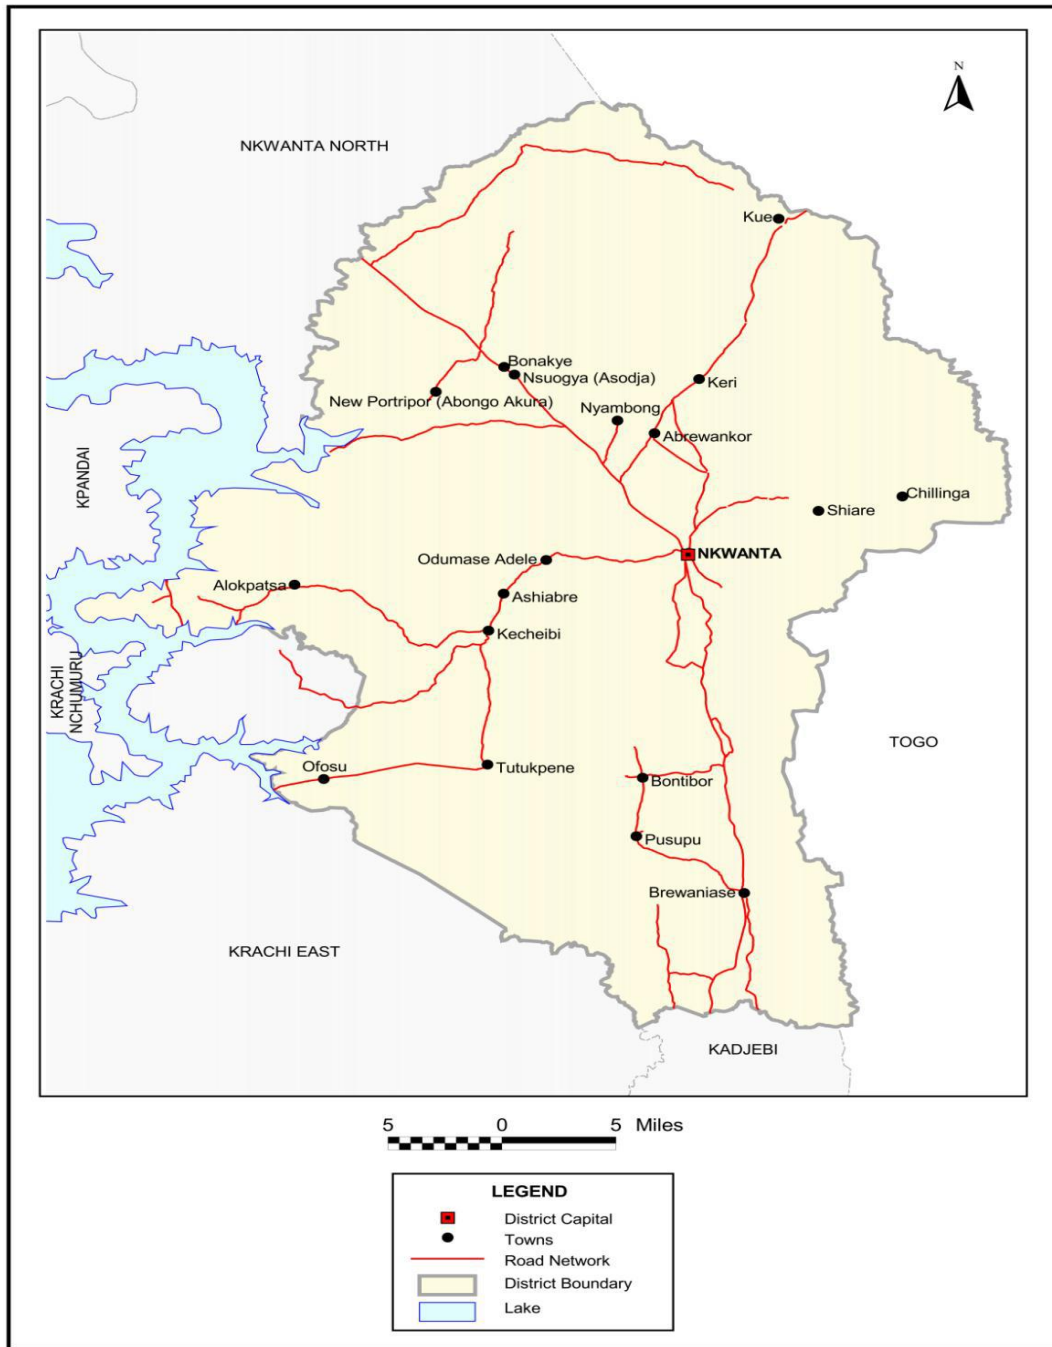 N
NKWANTA NORTH
Kue
Bonakye
Nsuogya (Asodja)
Keri
New Portripor (Abongo Akura)
Nyambong
Abrewankor
KPANDAI
Chillinga
Shiare
NKWANTA
Odumase Adele
Alokpatsa
Ashiabre
Kecheibi
KRACHI
NCHUMURU
TOGO
Ofosu
Tutukpene
Bontibor
Pusupu
Brewaniase
KRACHI EAST
KADJEBI
5 0 5 Miles
LEGEND
District Capital
Towns
Road Network
District Boundary
Lake